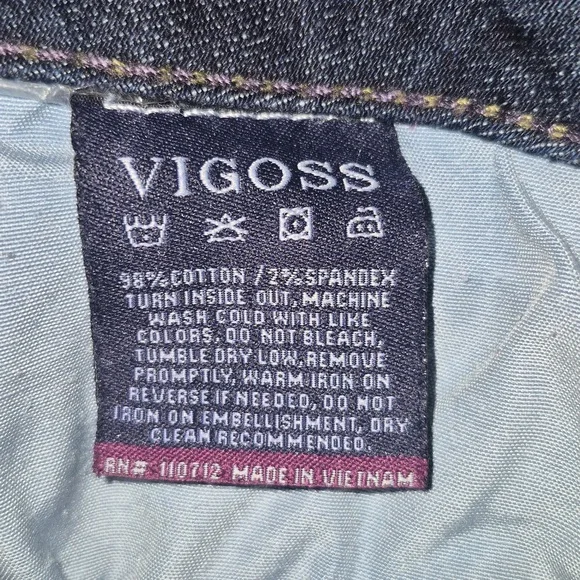 VIGOSS
98% COTTON / 2% SPANDEX
TURN INSIDE OUT, MACHINE
WASH COLD WITH LIKE
COLORS. DO NOT BLEACH,
TUMBLE DRY LOW, REMOVE
PROMPTLY, WARM IRON ON
REVERSE IF NEEDED, DO NOT
IRON ON EMBELLISHMENT, DRY
CLEAN RECOMMENDED.
RN# 110712 MADE IN VIETNAM